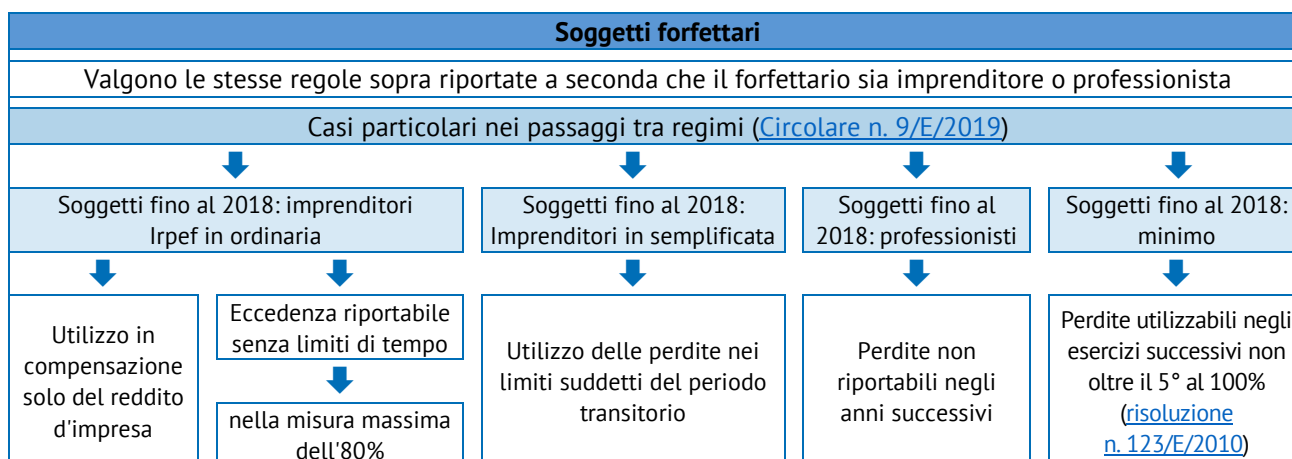 Soggetti forfettari
Valgono le stesse regole sopra riportate a seconda che il forfettario sia imprenditore o professionista
Casi particolari nei passaggi tra regimi (Circolare n. 9/E/2019)
Soggetti fino al 2018: imprenditori
Irpef in ordinaria
Soggetti fino al 2018:
Imprenditori in semplificata
Soggetti fino al
2018: professionisti
Soggetti fino al 2018:
minimo
Utilizzo in
compensazione
solo del reddito
d'impresa
Eccedenza riportabile
senza limiti di tempo
nella misura massima
dell'80%
Utilizzo delle perdite nei
limiti suddetti del periodo
transitorio
Perdite non
riportabili negli
anni successivi
Perdite utilizzabili negli
esercizi successivi non
oltre il 5° al 100%
(risoluzione
n. 123/E/2010)